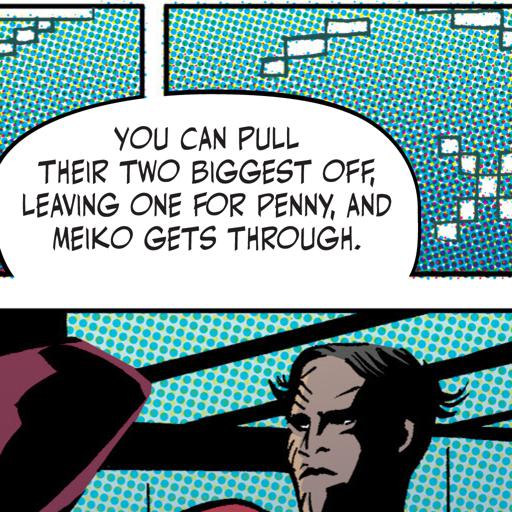 YOU CAN PULL
THEIR TWO BIGGEST OFF,
LEAVING ONE FOR PENNY, AND
MEIKO GETS THROUGH.